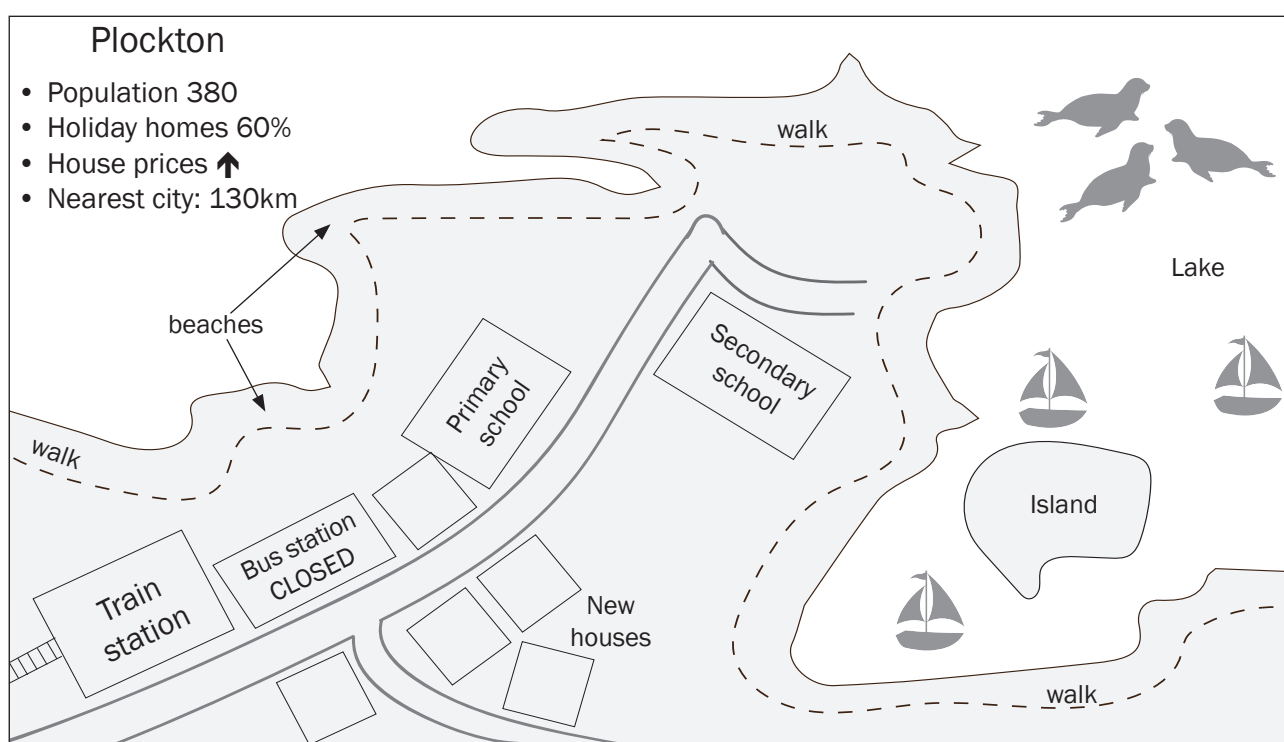 Plockton
• Population 380
• Holiday homes 60%
• House prices ↑
• Nearest city: 130km
walk
Lake
beaches
Primary
school
Secondary
school
walk
Island
Bus station
CLOSED
Train
station
New
houses
walk